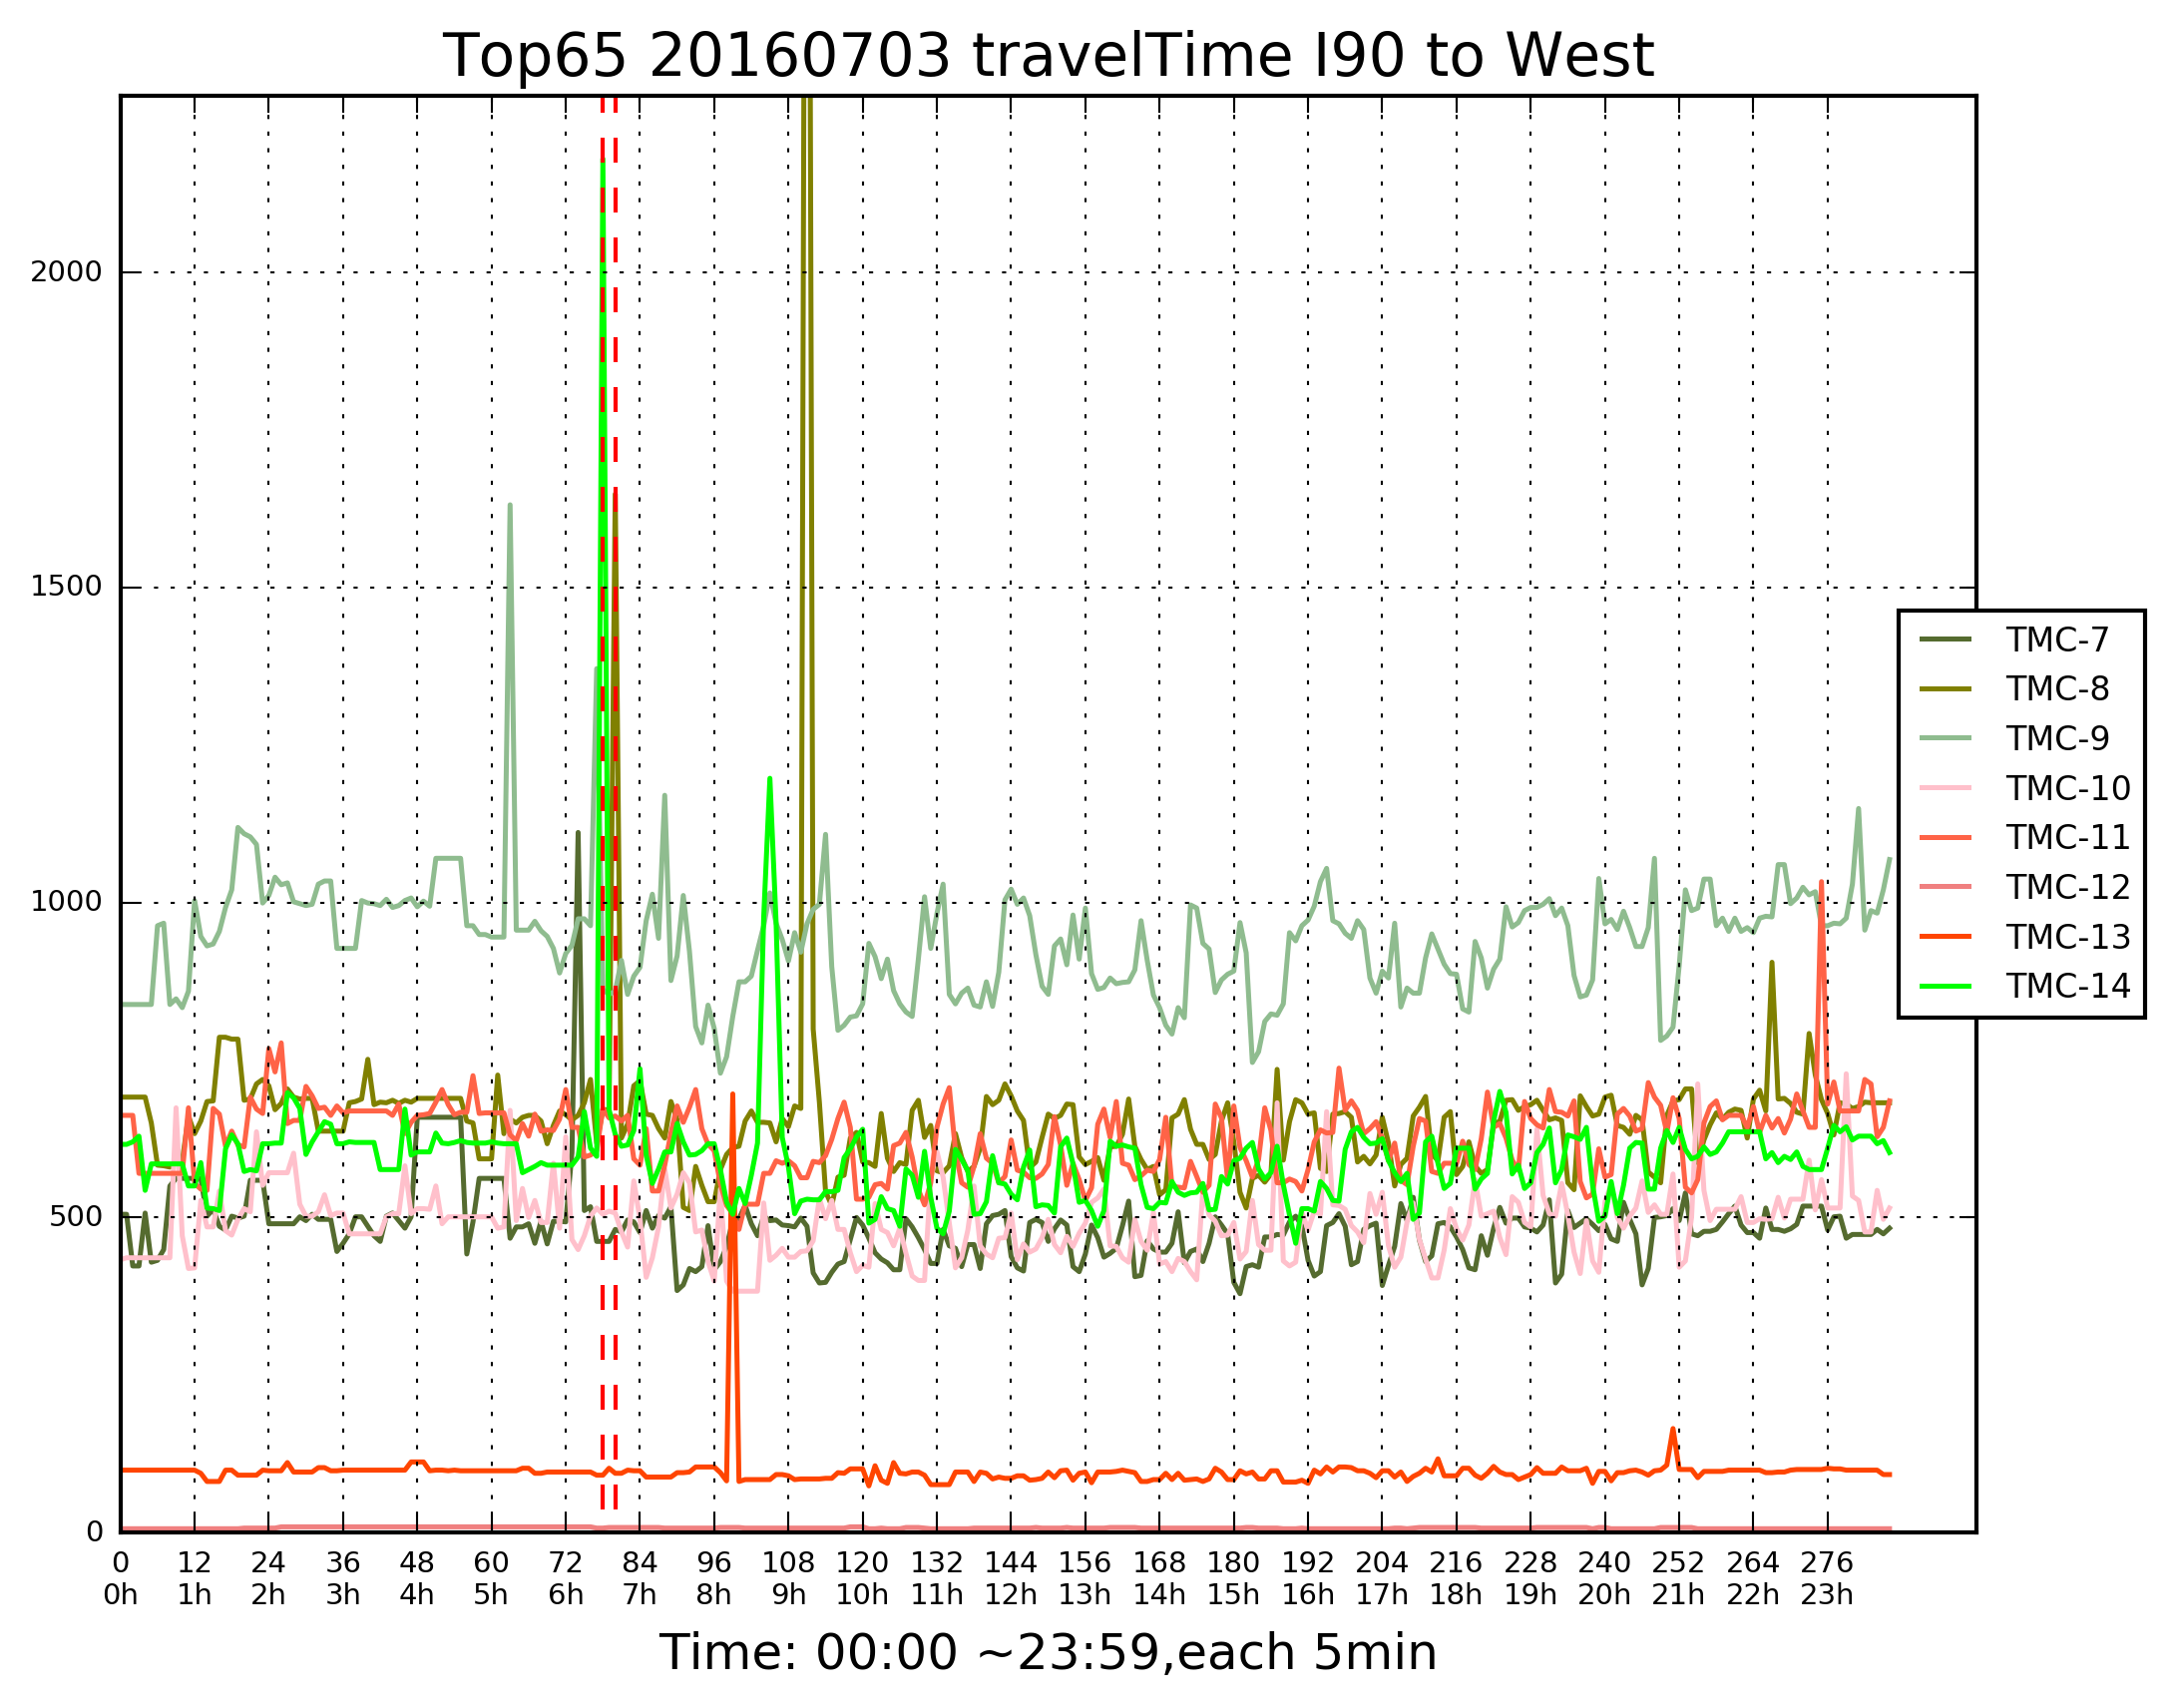 Top65 20160703 travelTime I90 to West
2000
1500
1000
500
0
TMC-7
TMC-8
TMC-9
TMC-10
TMC-11
TMC-12
TMC-13
TMC-14
0 12 24 36 48 60 72 84 96 108 120 132 144 156 168 180 192 204 216 228 240 252 264 276
0h 1h 2h 3h 4h 5h 6h 7h 8h 9h 10h 11h 12h 13h 14h 15h 16h 17h 18h 19h 20h 21h 22h 23h
Time: 00:00 ~23:59,each 5min